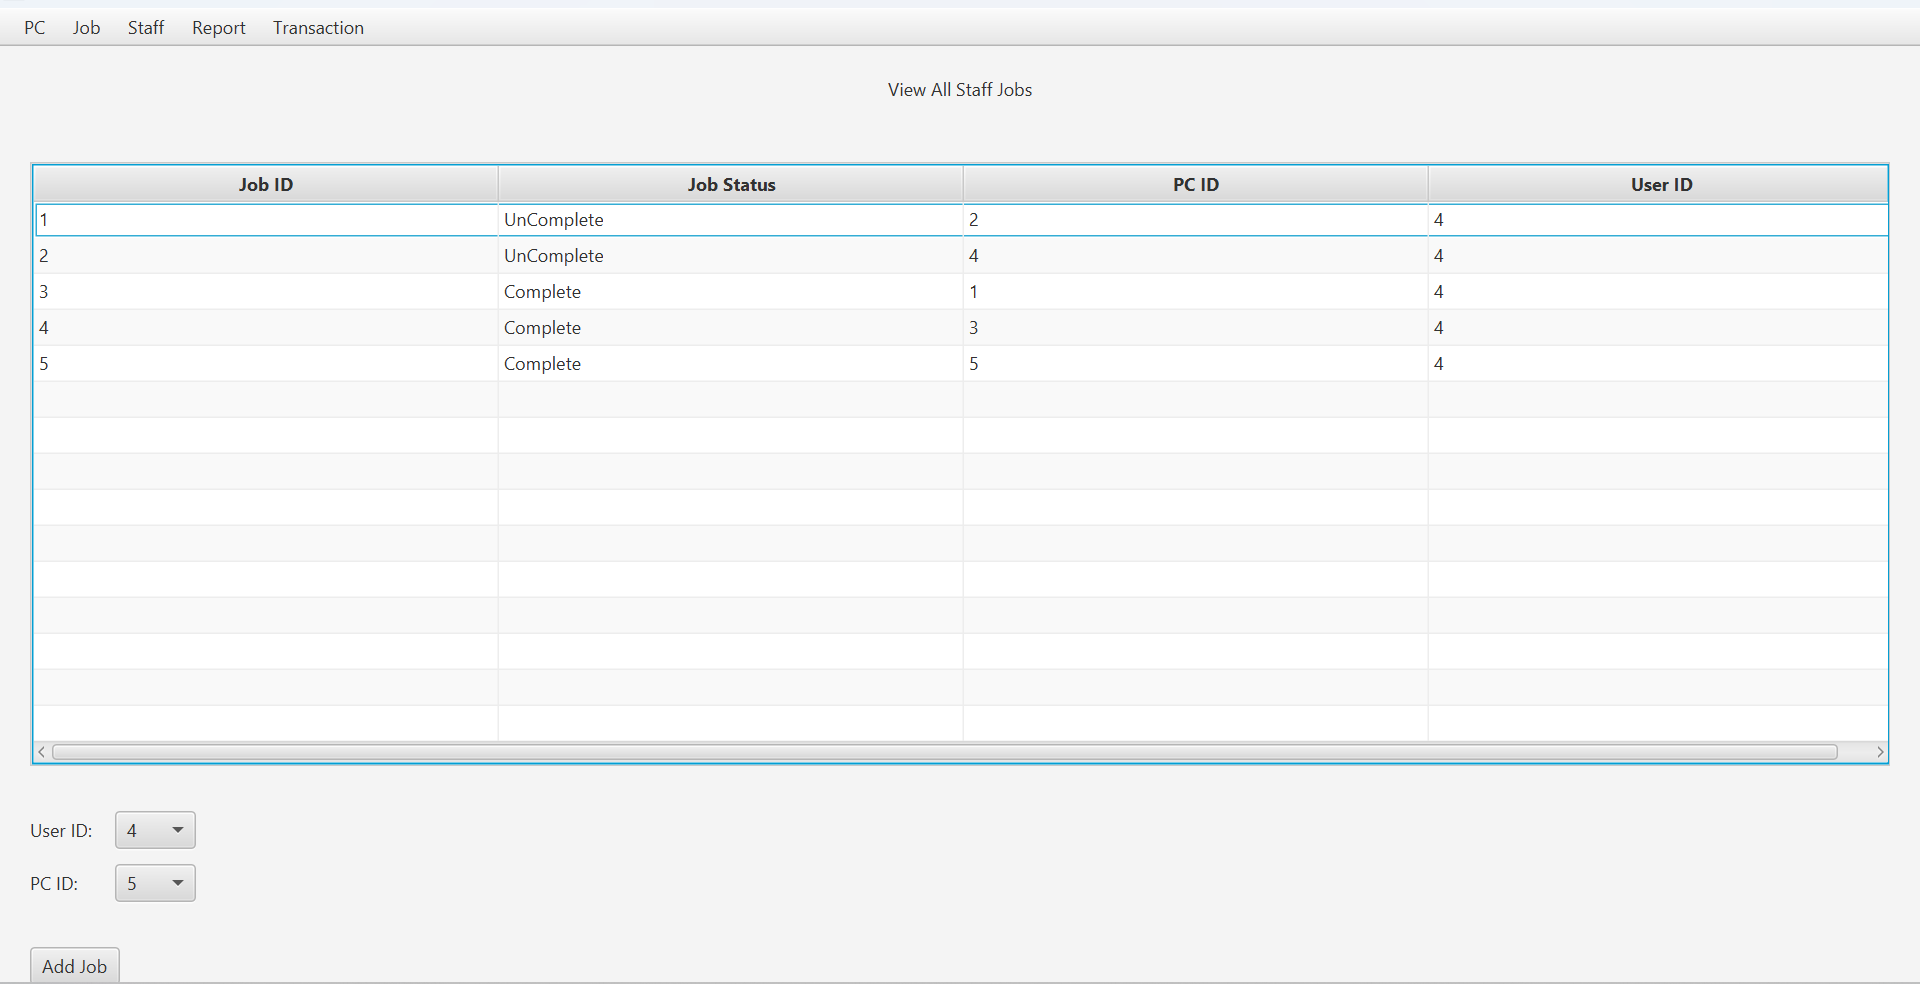 PC Job Staff Report Transaction
View All Staff Jobs
Job ID Job Status PC ID User ID
1 UnComplete 2 4
2 UnComplete 4 4
3 Complete 1 4
4 Complete 3 4
5 Complete 5 4
User ID: 4
PC ID: 5
Add Job